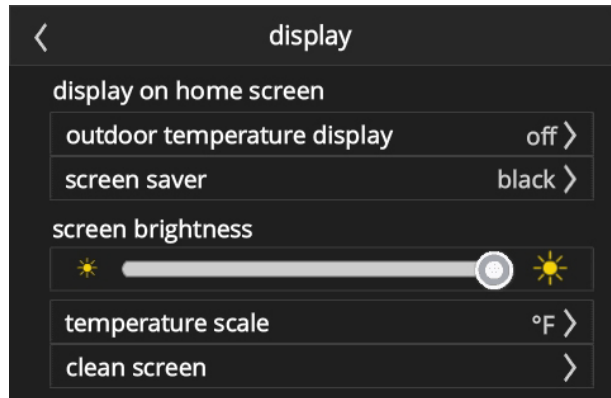 display
display on home screen
outdoor temperature display off
screen saver black
screen brightness
temperature scale °F
clean screen